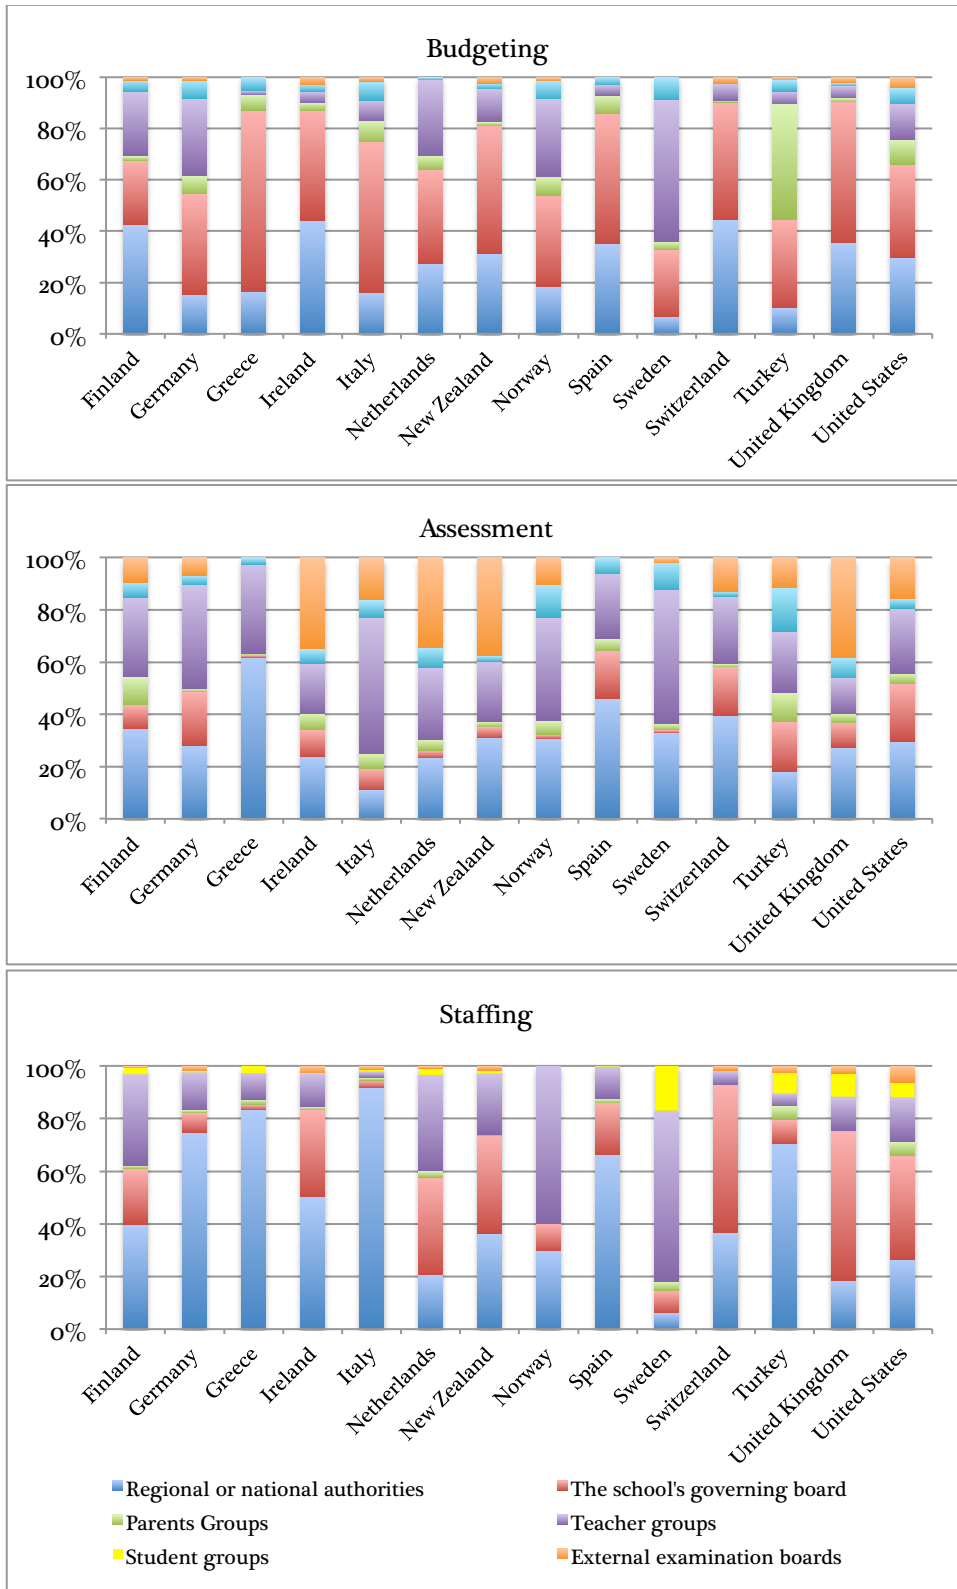 Budgeting
100%
80%
60%
40%
20%
0%
Finland
Germany
Greece
Ireland
Italy
Netherlands
New Zealand
Norway
Spain
Sweden
Switzerland
Turkey
United Kingdom
United States
Assessment
100%
80%
60%
40%
20%
0%
Finland
Germany
Greece
Ireland
Italy
Netherlands
New Zealand
Norway
Spain
Sweden
Switzerland
Turkey
United Kingdom
United States
Staffing
100%
80%
60%
40%
20%
0%
Finland
Germany
Greece
Ireland
Italy
Netherlands
New Zealand
Norway
Spain
Sweden
Switzerland
Turkey
United Kingdom
United States
Regional or national authorities
The school's governing board
Parents Groups
Teacher groups
Student groups
External examination boards